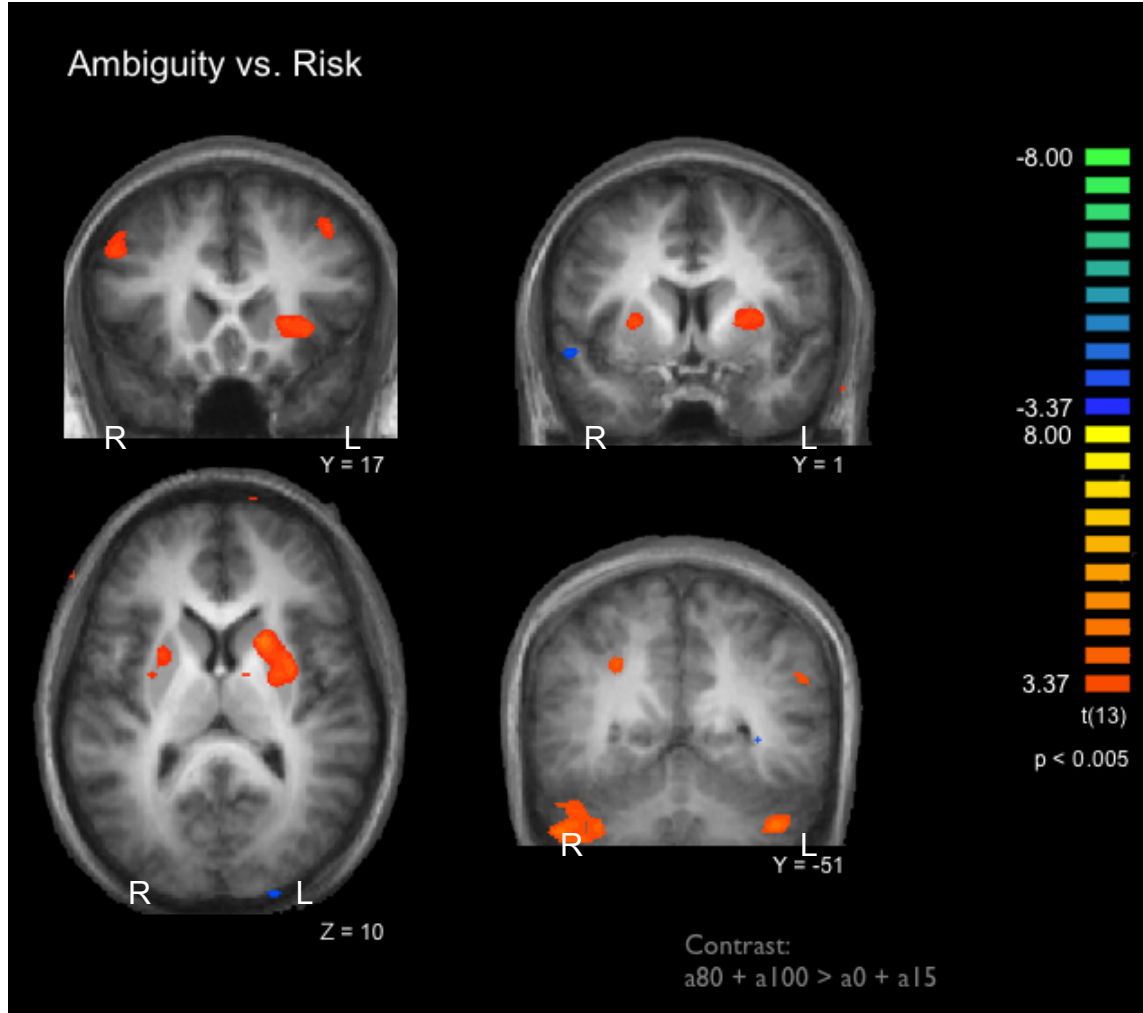 Ambiguity vs. Risk
-8.00
-3.37
8.00
3.37
t(13)
p < 0.005
R
L
Y = 17
R
L
Y = 1
R
L
Z = 10
R
L
Y = -51
Contrast:
a80 + a100 > a0 + a15